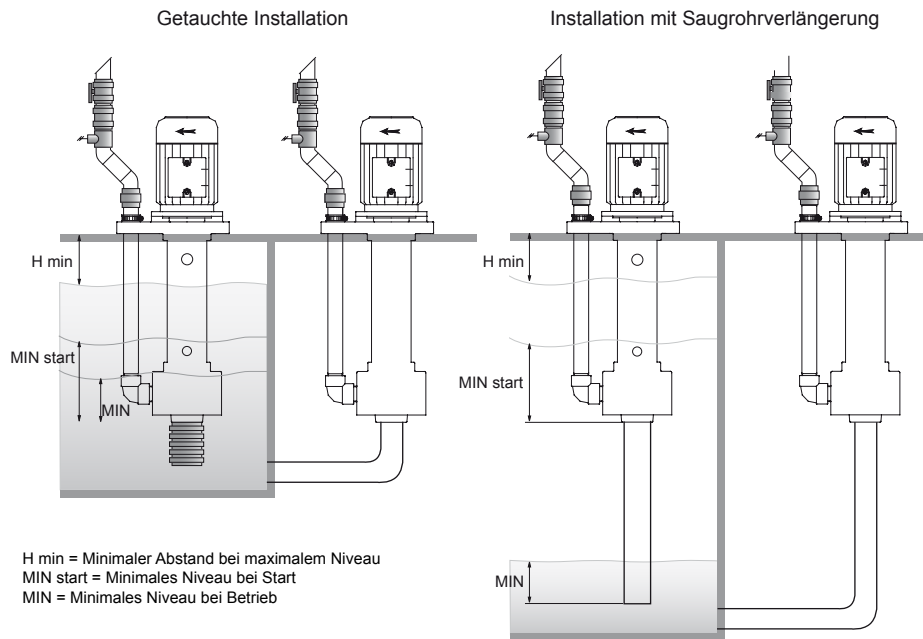 Getauchte Installation
Installation mit Saugrohrverlängerung
H min
MIN start
MIN
H min
MIN start
MIN
H min = Minimaler Abstand bei maximalem Niveau
MIN start = Minimales Niveau bei Start
MIN = Minimales Niveau bei Betrieb